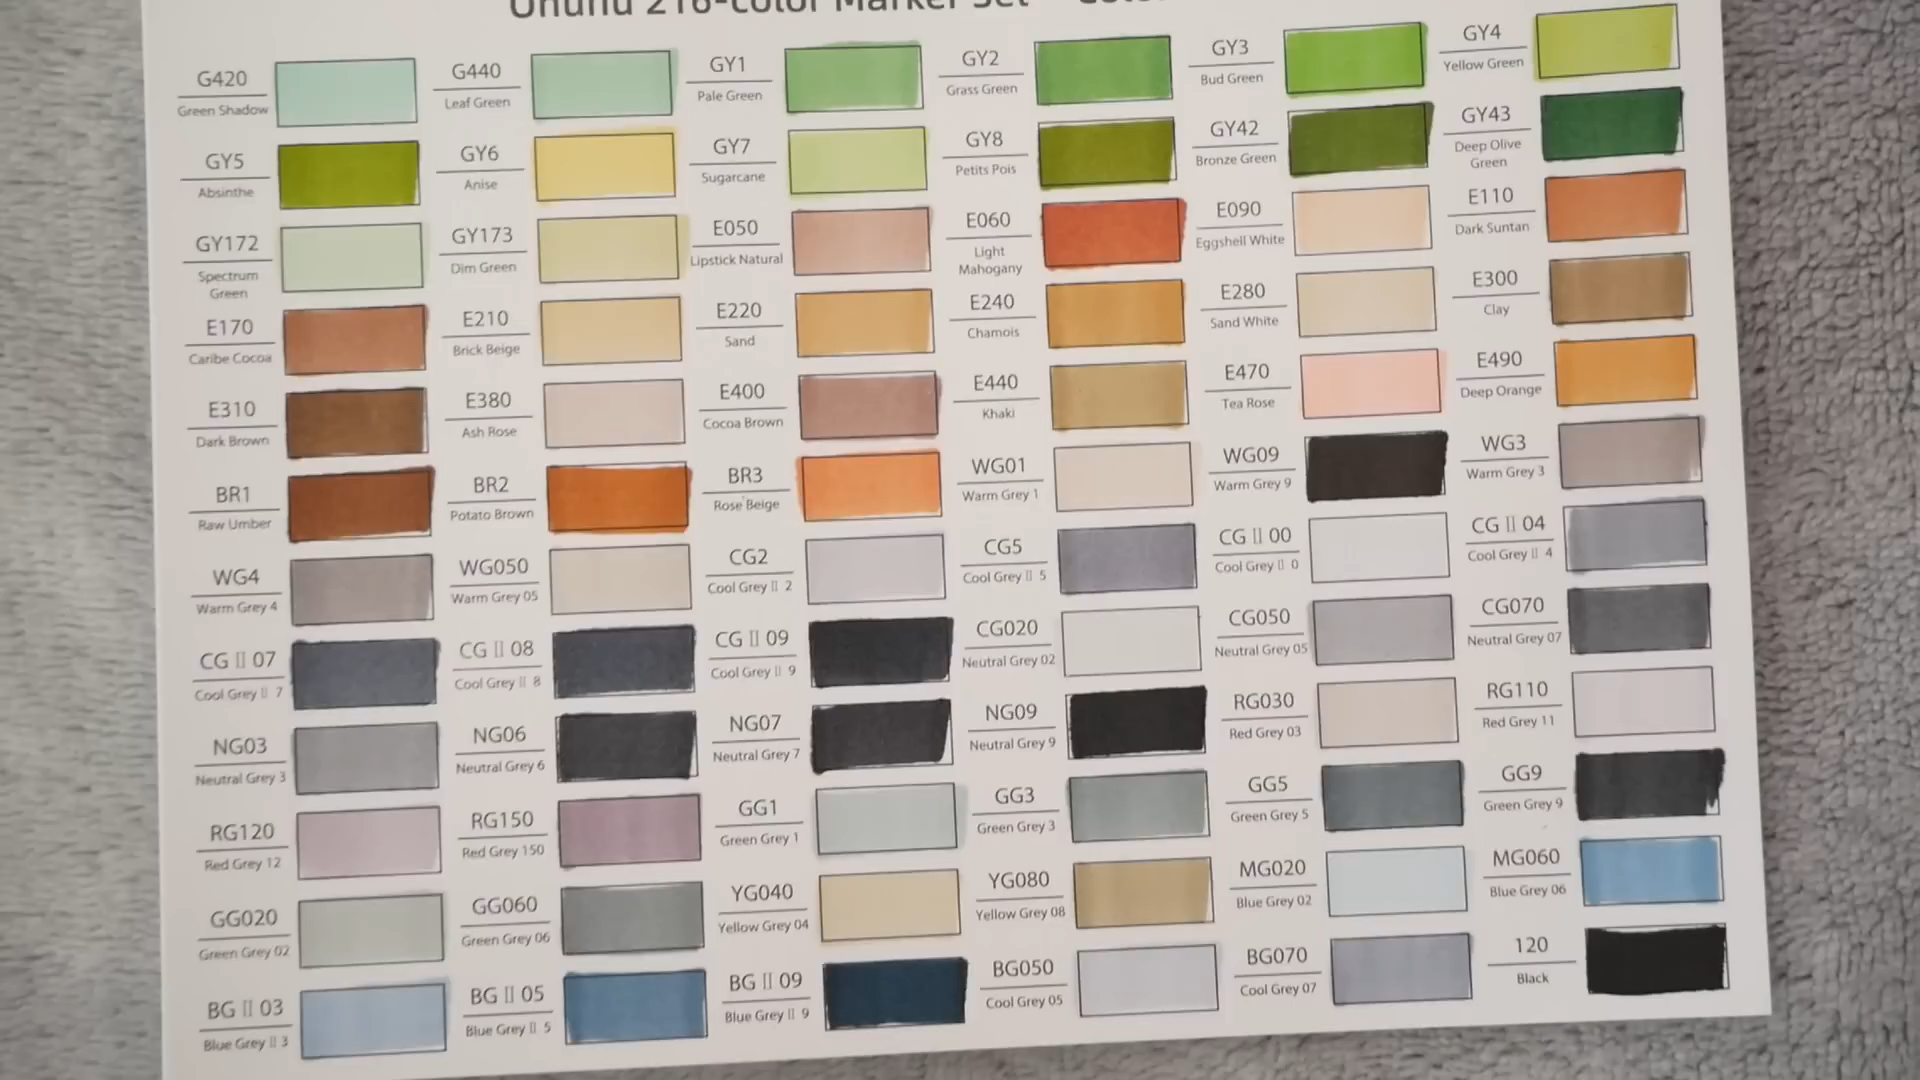 Ohuhu 216-color Marker Set
G420
Green Shadow
G440
Leaf Green
GY1
Pale Green
GY2
Grass Green
GY3
Bud Green
GY4
Yellow Green
GY5
Absinthe
GY6
Anise
GY7
Sugarcane
GY8
Petits Pois
GY42
Bronze Green
GY43
Deep Olive
Green
GY172
Spectrum
Green
GY173
Dim Green
E050
Lipstick Natural
E060
Light
Mahogany
E090
Eggshell White
E110
Dark Suntan
E170
Caribe Cocoa
E210
Brick Beige
E220
Sand
E240
Chamois
E280
Sand White
E300
Clay
E310
Dark Brown
E380
Ash Rose
E400
Cocoa Brown
E440
Khaki
E470
Tea Rose
E490
Deep Orange
BR1
Raw Umber
BR2
Potato Brown
BR3
Rose Beige
WG01
Warm Grey 1
WG09
Warm Grey 9
WG3
Warm Grey 3
WG4
Warm Grey 4
WG050
Warm Grey 05
CG2
Cool Grey Ⅱ 2
CG5
Cool Grey Ⅱ 5
CG Ⅱ 00
Cool Grey Ⅱ 0
CG Ⅱ 04
Cool Grey Ⅱ 4
CG Ⅱ 07
Cool Grey Ⅱ 7
CG Ⅱ 08
Cool Grey Ⅱ 8
CG Ⅱ 09
Cool Grey Ⅱ 9
CG020
Neutral Grey 02
CG050
Neutral Grey 05
CG070
Neutral Grey 07
NG03
Neutral Grey 3
NG06
Neutral Grey 6
NG07
Neutral Grey 7
NG09
Neutral Grey 9
RG030
Red Grey 03
RG110
Red Grey 11
RG120
Red Grey 12
RG150
Red Grey 150
GG1
Green Grey 1
GG3
Green Grey 3
GG5
Green Grey 5
GG9
Green Grey 9
GG020
Green Grey 02
GG060
Green Grey 06
YG040
Yellow Grey 04
YG080
Yellow Grey 08
MG020
Blue Grey 02
MG060
Blue Grey 06
BG Ⅱ 03
Blue Grey Ⅱ 3
BG Ⅱ 05
Blue Grey Ⅱ 5
BG Ⅱ 09
Blue Grey Ⅱ 9
BG050
Cool Grey 05
BG070
Cool Grey 07
120
Black